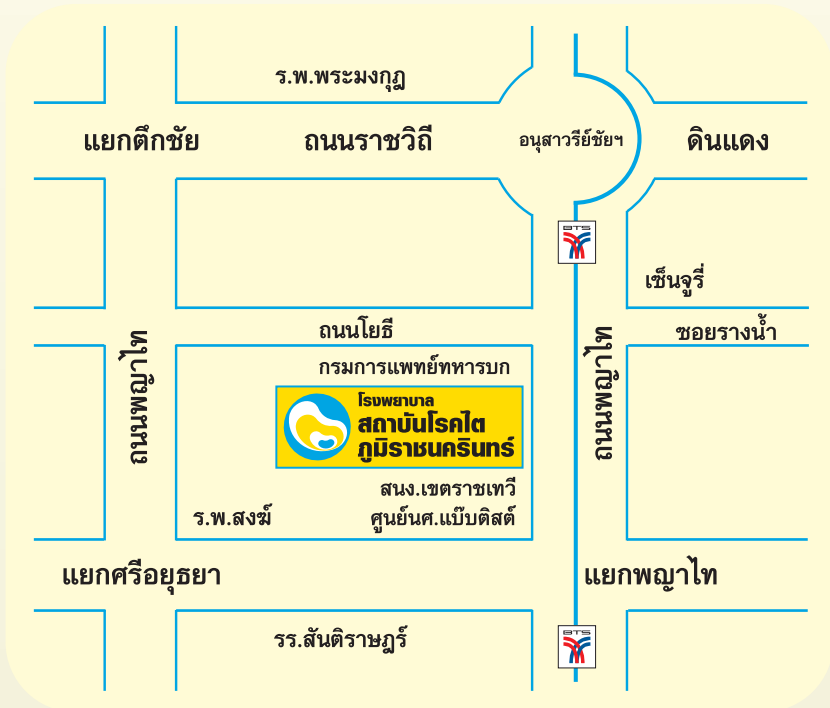 ร.พ.พระมงกุฎ
แยกตึกชัย
ถนนราชวิถี
อนุสาวรีย์ชัยฯ
ดินแดง
BTS
เซ็นจูรี่
ถนนโยธี
ซอยรางน้ำ
ถนนพญาไท
กรมการแพทย์ทหารบก
ถนนพญาไท
โรงพยาบาล
สถาบันโรคไต
ภูมิราชนครินทร์
สนง.เขตราชเทวี
ร.พ.สงฆ์
ศูนย์นศ.แบ๊บติสต์
แยกศรีอยุธยา
แยกพญาไท
รร.สันติราษฎร์
BTS